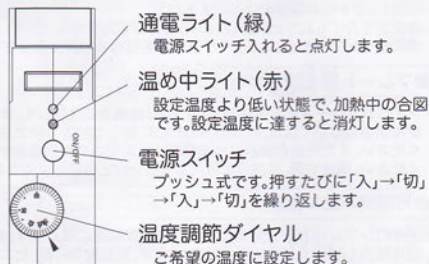 通電ライト(緑)
電源スイッチ入れると点灯します。
温め中ライト(赤)
設定温度より低い状態で、加熱中の合図
です。設定温度に達すると消灯します。
ON/OFF
電源スイッチ
プッシュ式です。押すたびに「入」→「切」
→「入」→「切」を繰り返します。
温度調節ダイヤル
ご希望の温度に設定します。